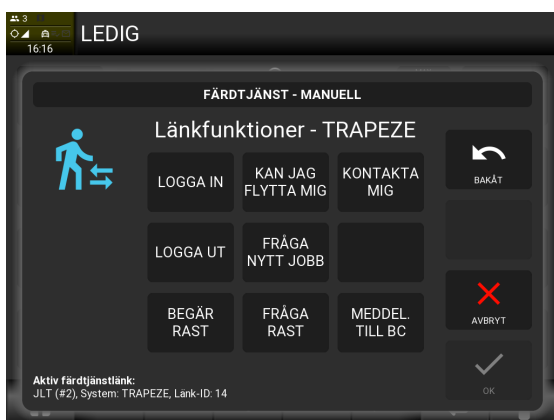 3
LEDIG
16:16
FÄRDTJÄNST - MANUELL
Länkfunktioner - TRAPEZE
LOGGA IN
KAN JAG
FLYTTA MIG
KONTAKTA
MIG
BAKÅT
LOGGA UT
FRÅGA
NYTT JOBB
BEGÄR
RAST
FRÅGA
RAST
MEDDEL.
TILL BC
AVBRYT
Aktiv färdtjänstlänk:
JLT (#2), System: TRAPEZE, Länk-ID: 14
OK